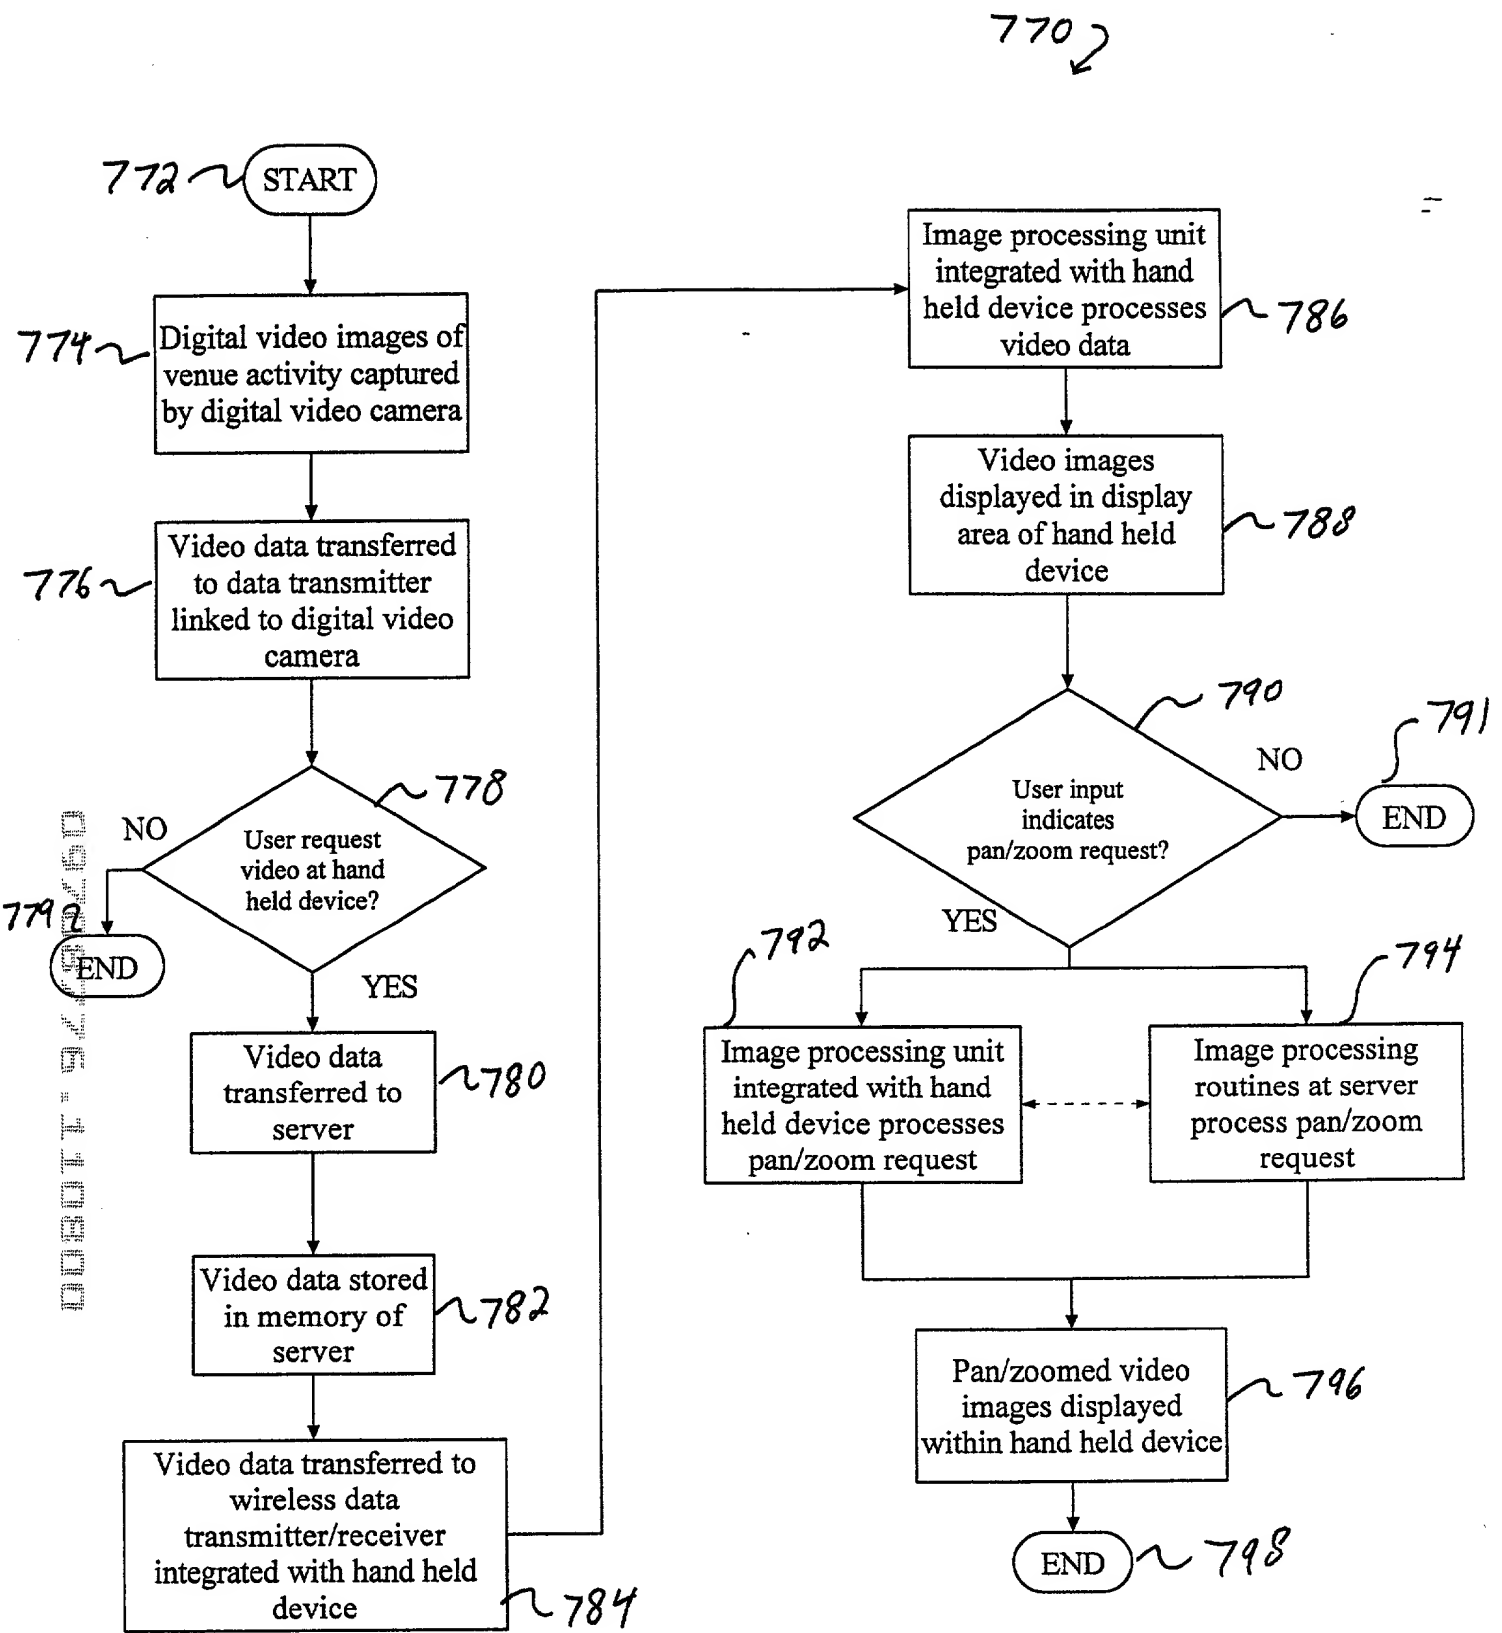 770
772
START
774
Digital video images of
venue activity captured
by digital video camera
776
Video data transferred
to data transmitter
linked to digital video
camera
778
User request
video at hand
held device?
NO
779
END
YES
Video data
transferred to
server
780
Video data stored
in memory of
server
782
Video data transferred to
wireless data
transmitter/receiver
integrated with hand held
device
784
Image processing unit
integrated with hand
held device processes
video data
786
Video images
displayed in display
area of hand held
device
788
790
User input
indicates
pan/zoom request?
NO
791
END
YES
792
Image processing unit
integrated with hand
held device processes
pan/zoom request
794
Image processing
routines at server
process pan/zoom
request
Pan/zoomed video
images displayed
within hand held device
796
END
798